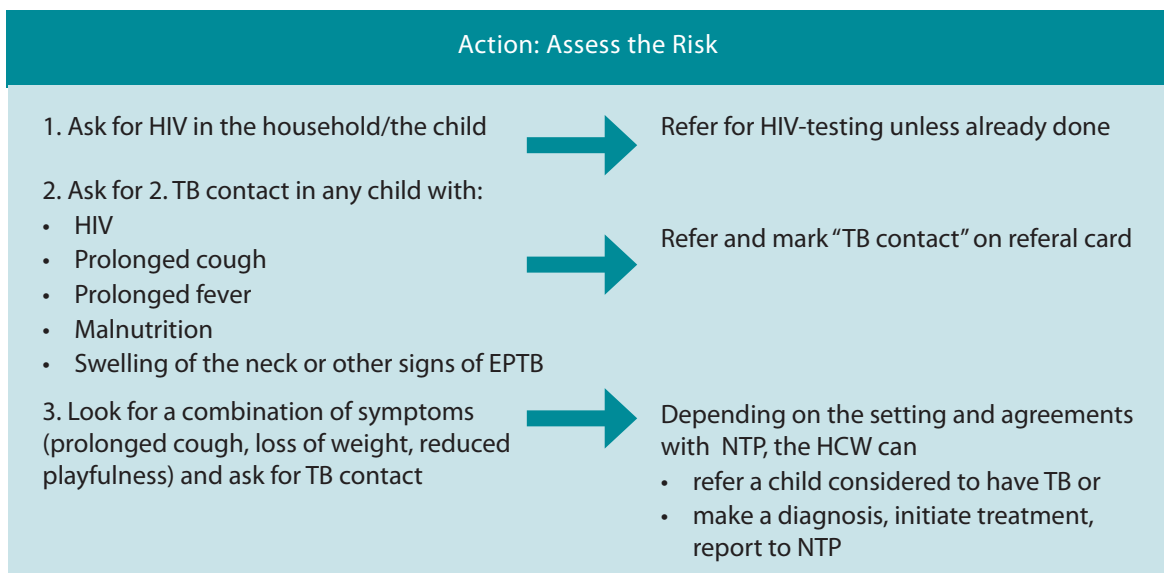 Action: Assess the Risk
1. Ask for HIV in the household/the child
Refer for HIV-testing unless already done
2. Ask for 2. TB contact in any child with:
• HIV
• Prolonged cough
• Prolonged fever
• Malnutrition
• Swelling of the neck or other signs of EPTB
Refer and mark “TB contact” on referal card
3. Look for a combination of symptoms
(prolonged cough, loss of weight, reduced
playfulness) and ask for TB contact
Depending on the setting and agreements
with NTP, the HCW can
• refer a child considered to have TB or
• make a diagnosis, initiate treatment,
report to NTP